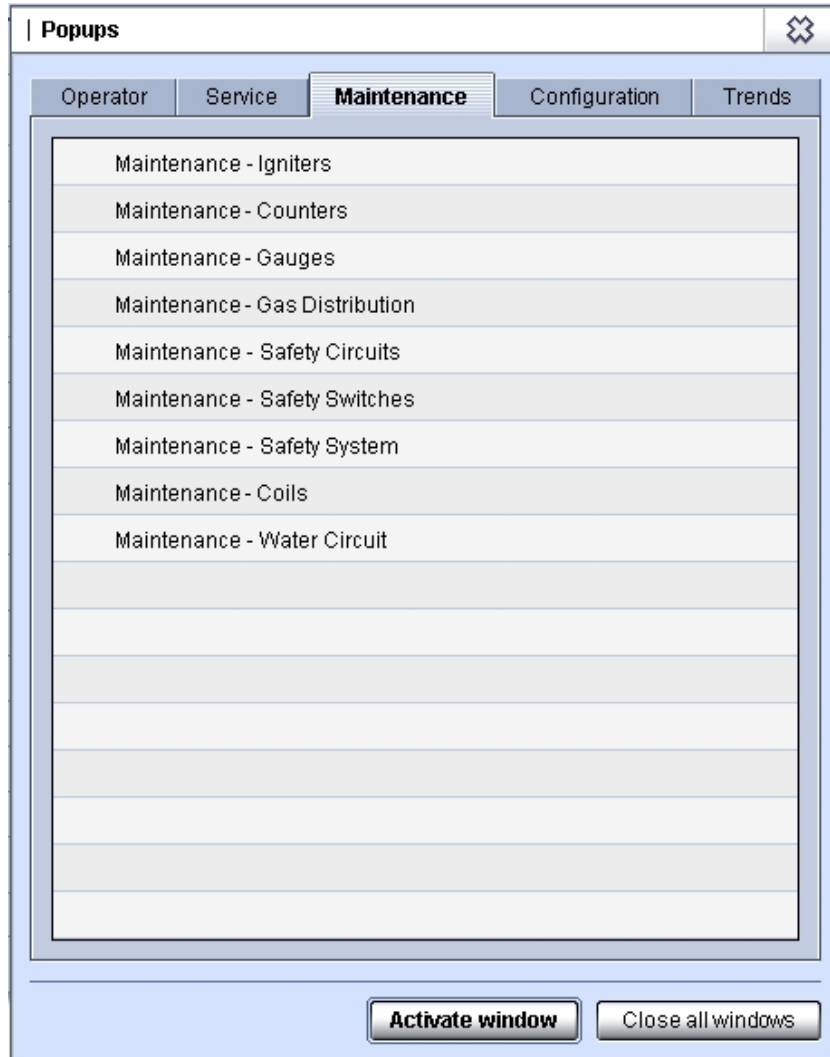 | Popups
Operator Service Maintenance Configuration Trends
Maintenance - Igniters
Maintenance - Counters
Maintenance - Gauges
Maintenance - Gas Distribution
Maintenance - Safety Circuits
Maintenance - Safety Switches
Maintenance - Safety System
Maintenance - Coils
Maintenance - Water Circuit
Activate window Close all windows